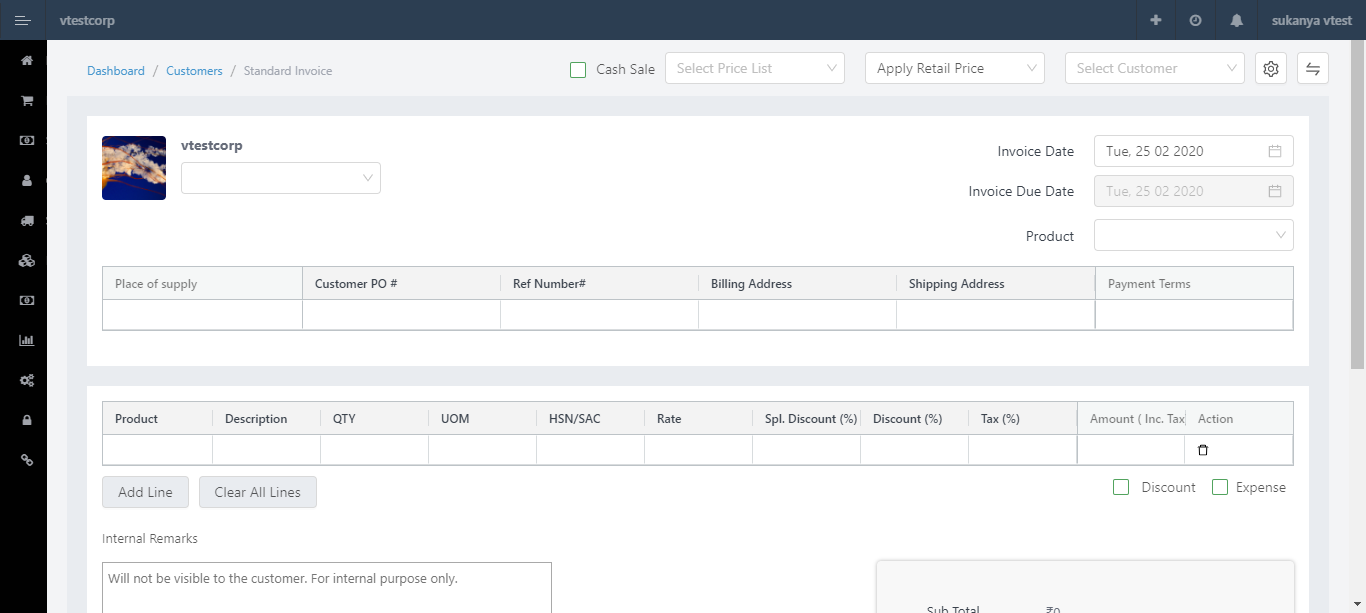 vtestcorp sukanya vtest
Dashboard / Customers / Standard Invoice Cash Sale Select Price List Apply Retail Price Select Customer
vtestcorp
Invoice Date Tue, 25 02 2020
Invoice Due Date Tue, 25 02 2020
Product
Place of supply Customer PO # Ref Number# Billing Address Shipping Address Payment Terms
Product Description QTY UOM HSN/SAC Rate Spl. Discount (%) Discount (%) Tax (%) Amount ( Inc. Tax Action
Add Line Clear All Lines Discount Expense
Internal Remarks
Will not be visible to the customer. For internal purpose only.
Sub Total ₹0